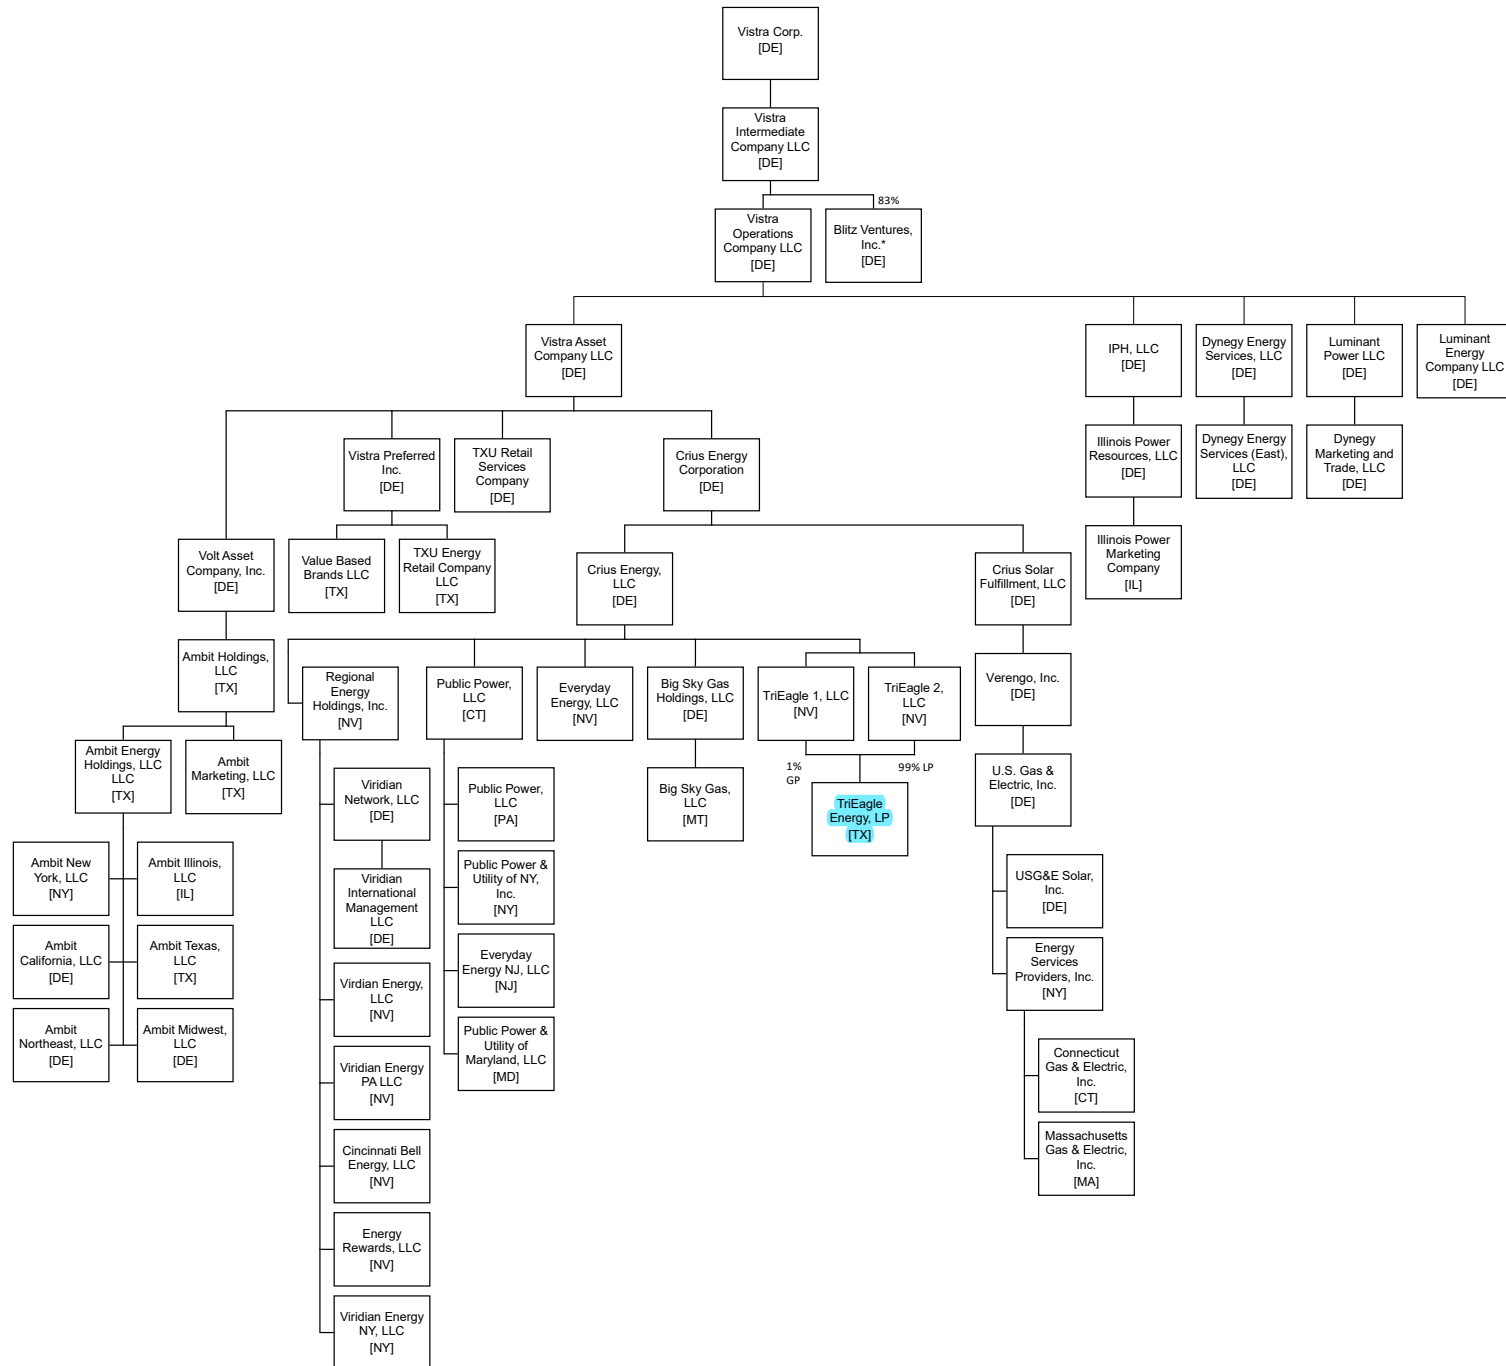 Vistra Corp.
[DE]
Vistra
Intermediate
Company LLC
[DE]
83%
Vistra
Operations
Company LLC
[DE]
Blitz Ventures,
Inc.*
[DE]
Vistra Asset
Company LLC
[DE]
IPH, LLC
[DE]
Dynegy Energy
Services, LLC
[DE]
Luminant
Power LLC
[DE]
Luminant
Energy
Company LLC
[DE]
Vistra Preferred
Inc.
[DE]
TXU Retail
Services
Company
[DE]
Crius Energy
Corporation
[DE]
Illinois Power
Resources, LLC
[DE]
Dynegy Energy
Services (East),
LLC
[DE]
Dynegy
Marketing and
Trade, LLC
[DE]
Volt Asset
Company, Inc.
[DE]
Value Based
Brands LLC
[TX]
TXU Energy
Retail Company
LLC
[TX]
Crius Energy,
LLC
[DE]
Crius Solar
Fulfillment, LLC
[DE]
Illinois Power
Marketing
Company
[IL]
Ambit Holdings,
LLC
[TX]
Regional
Energy
Holdings, Inc.
[NV]
Public Power,
LLC
[CT]
Everyday
Energy, LLC
[NV]
Big Sky Gas
Holdings, LLC
[DE]
TriEagle 1, LLC
[NV]
TriEagle 2,
LLC
[NV]
Verengo, Inc.
[DE]
Ambit Energy
Holdings, LLC
LLC
[TX]
Ambit
Marketing, LLC
[TX]
Viridian
Network, LLC
[DE]
Public Power,
LLC
[PA]
Big Sky Gas,
LLC
[MT]
1%
GP
99% LP
TriEagle
Energy, LP
[TX]
U.S. Gas &
Electric, Inc.
[DE]
Ambit New
York, LLC
[NY]
Ambit Illinois,
LLC
[IL]
Viridian
International
Management
LLC
[DE]
Public Power &
Utility of NY,
Inc.
[NY]
USG&E Solar,
Inc.
[DE]
Ambit
California, LLC
[DE]
Ambit Texas,
LLC
[TX]
Virdian Energy,
LLC
[NV]
Everyday
Energy NJ, LLC
[NJ]
Energy
Services
Providers, Inc.
[NY]
Ambit
Northeast, LLC
[DE]
Ambit Midwest,
LLC
[DE]
Viridian Energy
PA LLC
[NV]
Public Power &
Utility of
Maryland, LLC
[MD]
Connecticut
Gas & Electric,
Inc.
[CT]
Cincinnati Bell
Energy, LLC
[NV]
Massachusetts
Gas & Electric,
Inc.
[MA]
Energy
Rewards, LLC
[NV]
Viridian Energy
NY, LLC
[NY]